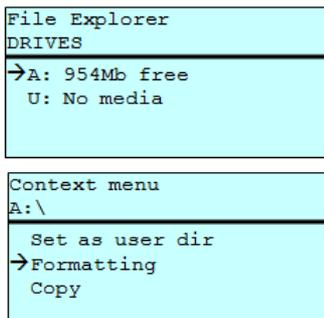 File Explorer
DRIVES
→A: 954Mb free
U: No media
Context menu
A:\
Set as user dir
→Formatting
Copy